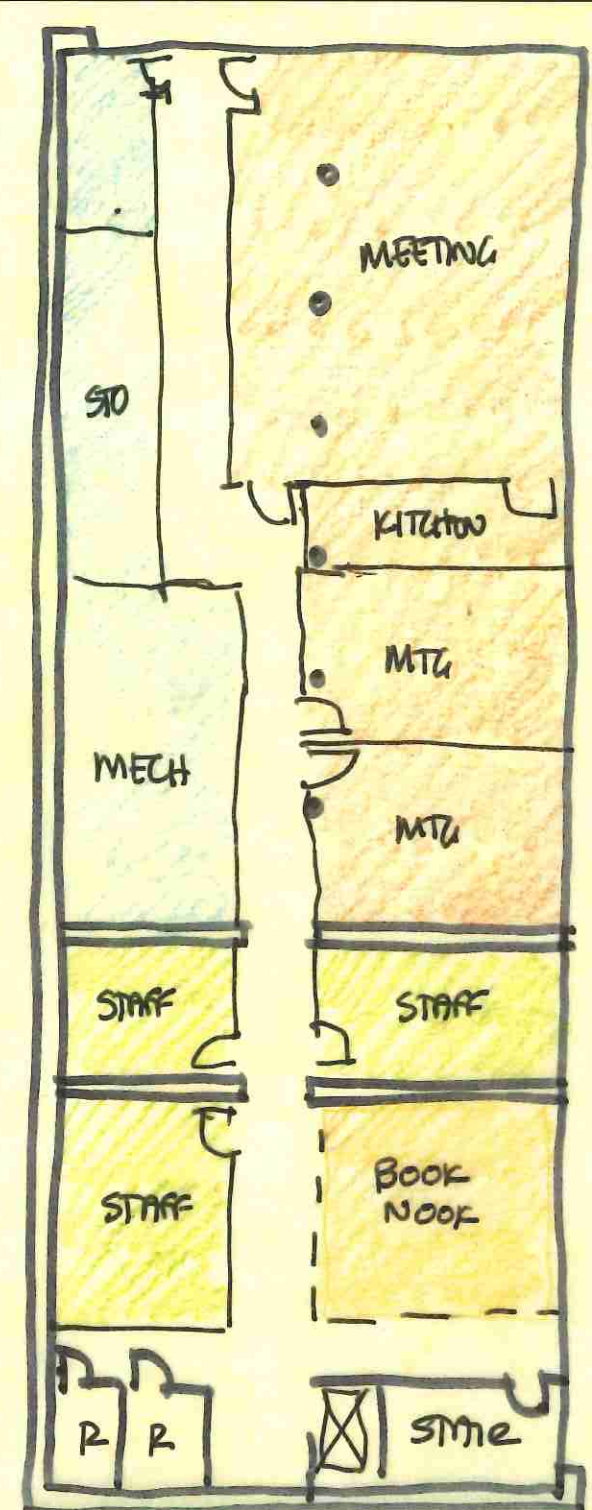 MEETING
STO
KITCHEN
MTG
MECH
MTG
STAFF
STAFF
BOOK
NOOK
STAFF
R
R
STAIR